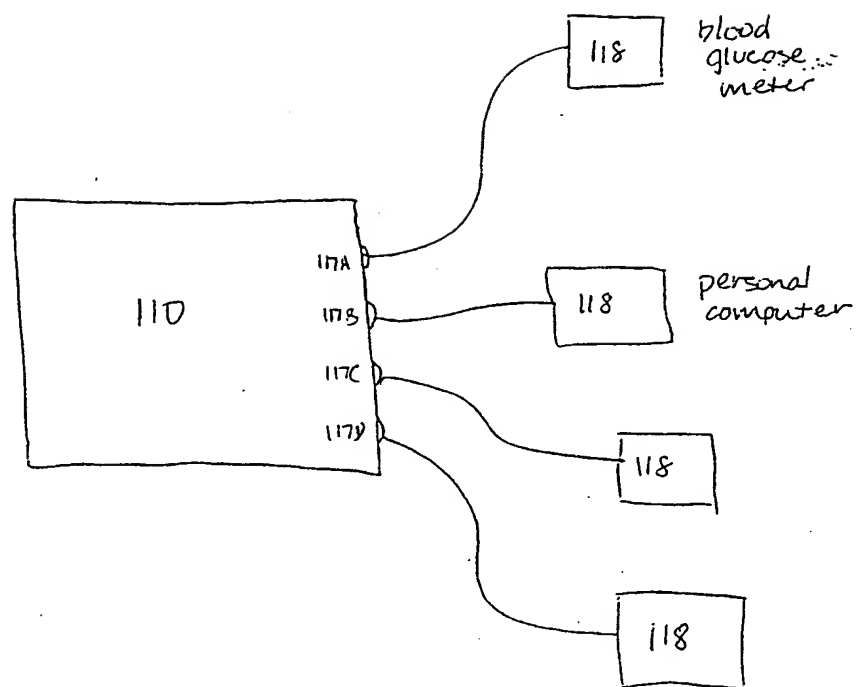 118
blood
glucose
meter
117A
110
117B
118
personal
computer
117C
117D
118
118